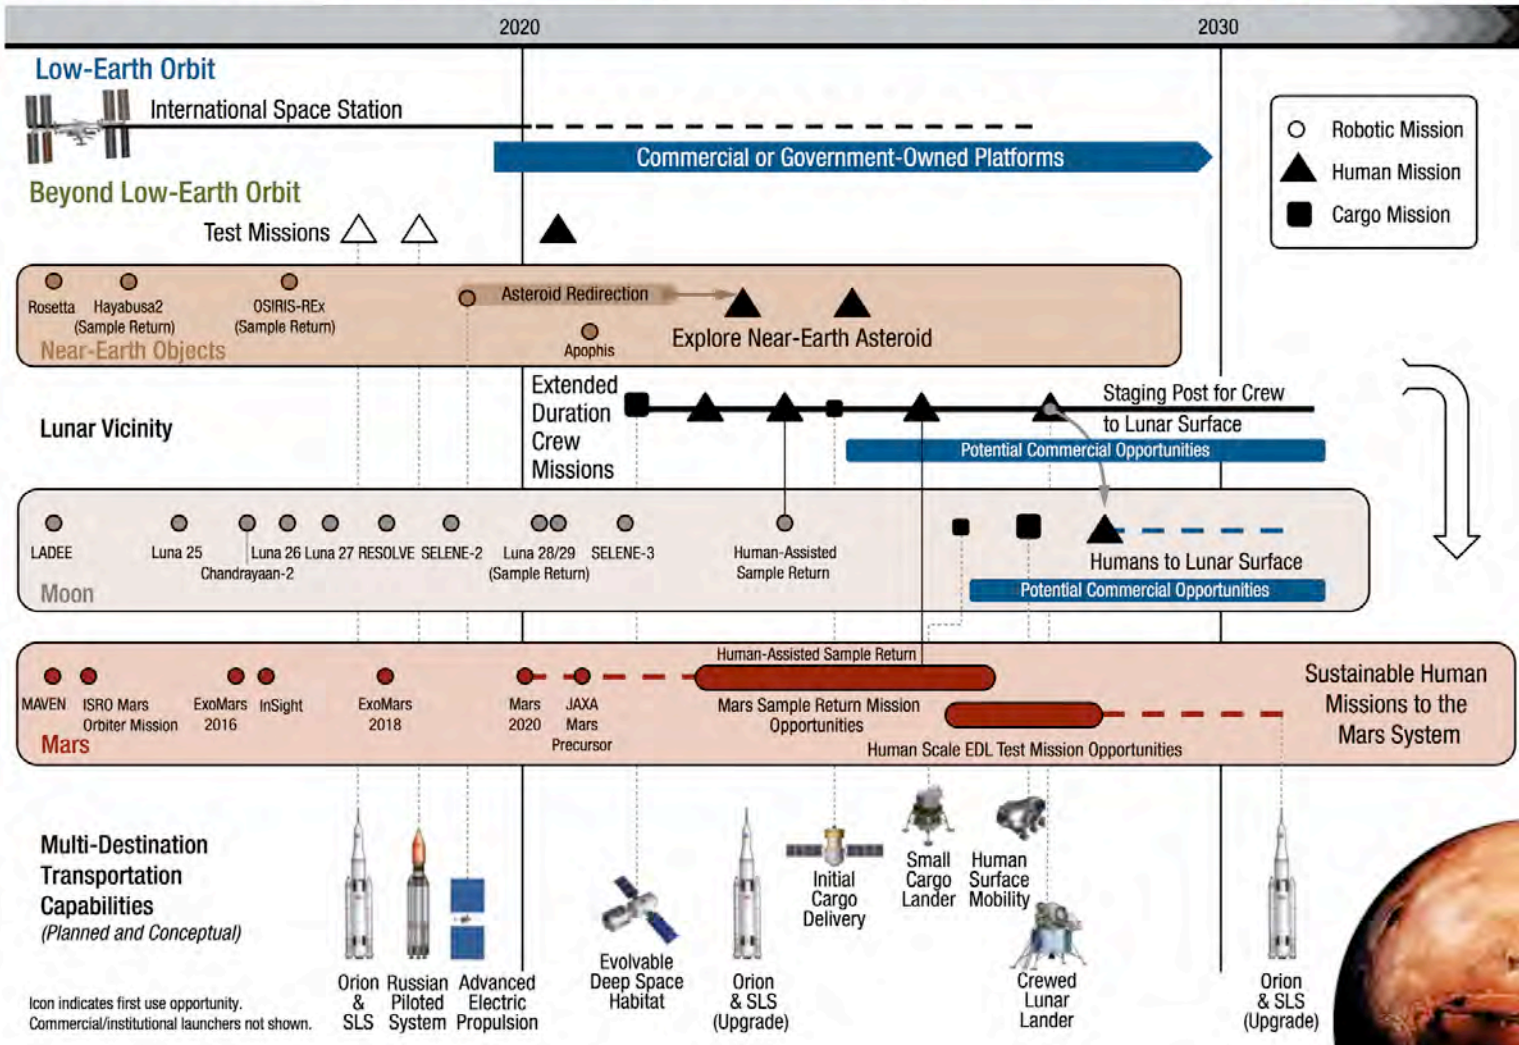 2020
2030
Low-Earth Orbit
International Space Station
Commercial or Government-Owned Platforms
Robotic Mission
Human Mission
Cargo Mission
Beyond Low-Earth Orbit
Test Missions
Rosetta
Hayabusa2
(Sample Return)
OSIRIS-REx
(Sample Return)
Asteroid Redirection
Apophis
Explore Near-Earth Asteroid
Near-Earth Objects
Lunar Vicinity
Extended
Duration
Crew
Missions
Staging Post for Crew
to Lunar Surface
Potential Commercial Opportunities
LADEE
Luna 25
Chandrayaan-2
Luna 26
Luna 27
RESOLVE
SELENE-2
Luna 28/29
(Sample Return)
SELENE-3
Human-Assisted
Sample Return
Humans to Lunar Surface
Potential Commercial Opportunities
Moon
MAVEN
ISRO Mars
Orbiter Mission
ExoMars
2016
InSight
ExoMars
2018
Mars
2020
JAXA
Mars
Precursor
Human-Assisted Sample Return
Mars Sample Return Mission
Opportunities
Human Scale EDL Test Mission Opportunities
Sustainable Human
Missions to the
Mars System
Mars
Multi-Destination
Transportation
Capabilities
(Planned and Conceptual)
Icon indicates first use opportunity.
Commercial/institutional launchers not shown.
Orion
&
SLS
Russian
Piloted
System
Advanced
Electric
Propulsion
Evolvable
Deep Space
Habitat
Orion
& SLS
(Upgrade)
Initial
Cargo
Delivery
Small
Cargo
Lander
Human
Surface
Mobility
Crewed
Lunar
Lander
Orion
& SLS
(Upgrade)